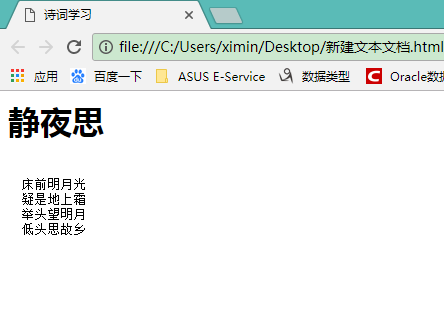 诗词学习
file:///C:/Users/ximin/Desktop/新建文本文档.html
应用 百度一下 ASUS E-Service 数据类型 Oracle数据
静夜思
床前明月光
疑是地上霜
举头望明月
低头思故乡